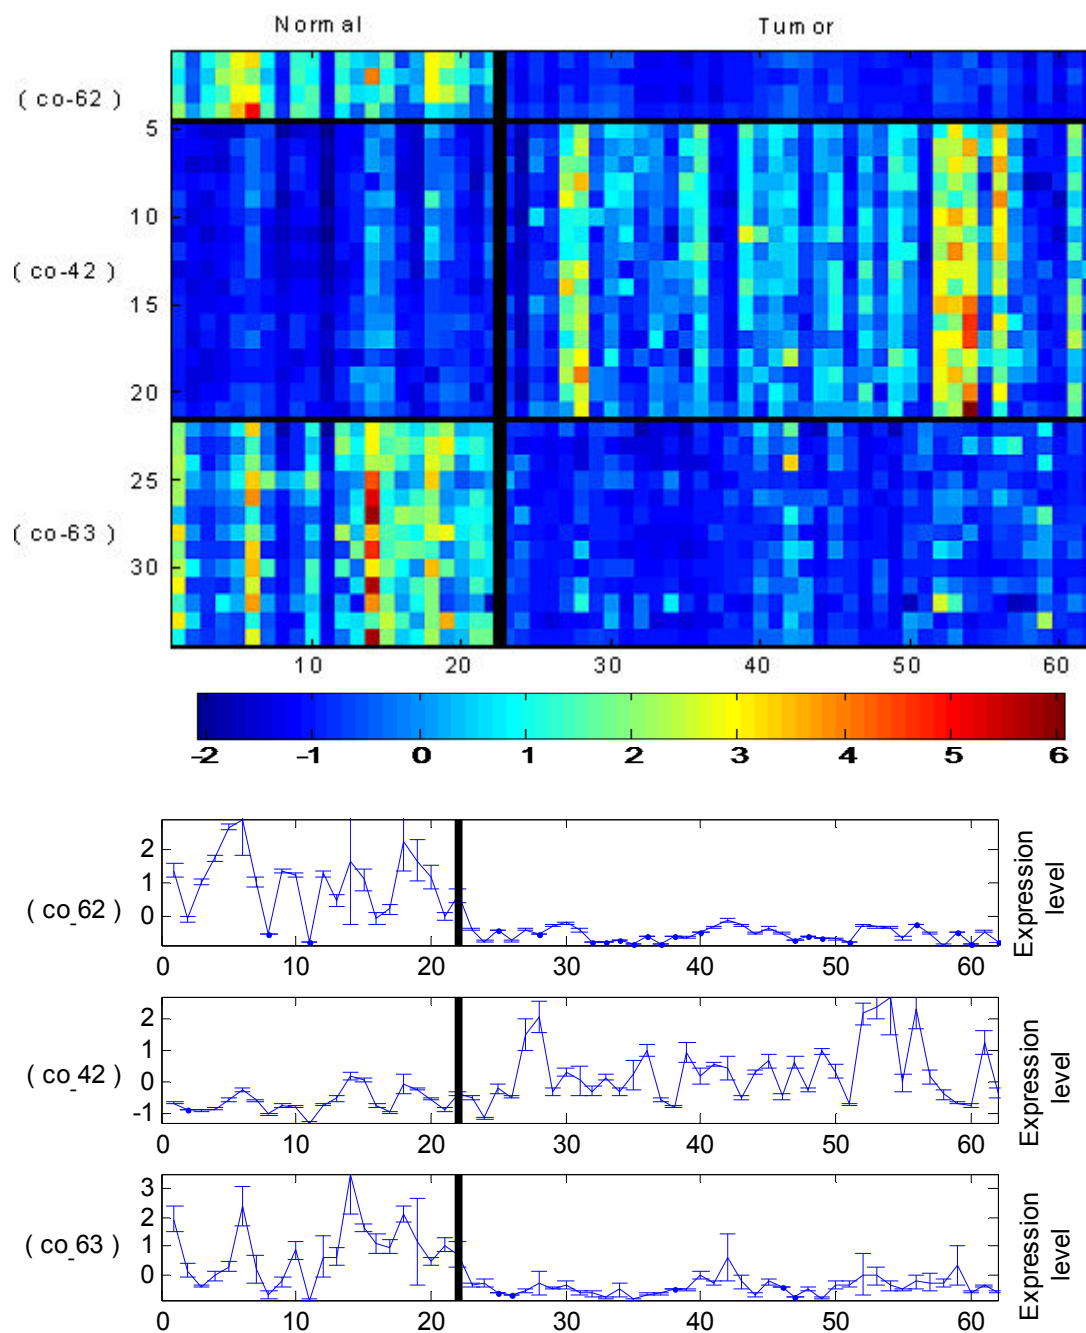 Normal Tumor
( co-62 )
5
10
( co-42 )
15
20
25
( co-63 )
30
10 20 30 40 50 60
-2 -1 0 1 2 3 4 5 6
2
1
0
( co_62 )
Expression
level
0 10 20 30 40 50 60
2
1
0
-1
( co_42 )
Expression
level
0 10 20 30 40 50 60
3
2
1
0
( co_63 )
Expression
level
0 10 20 30 40 50 60